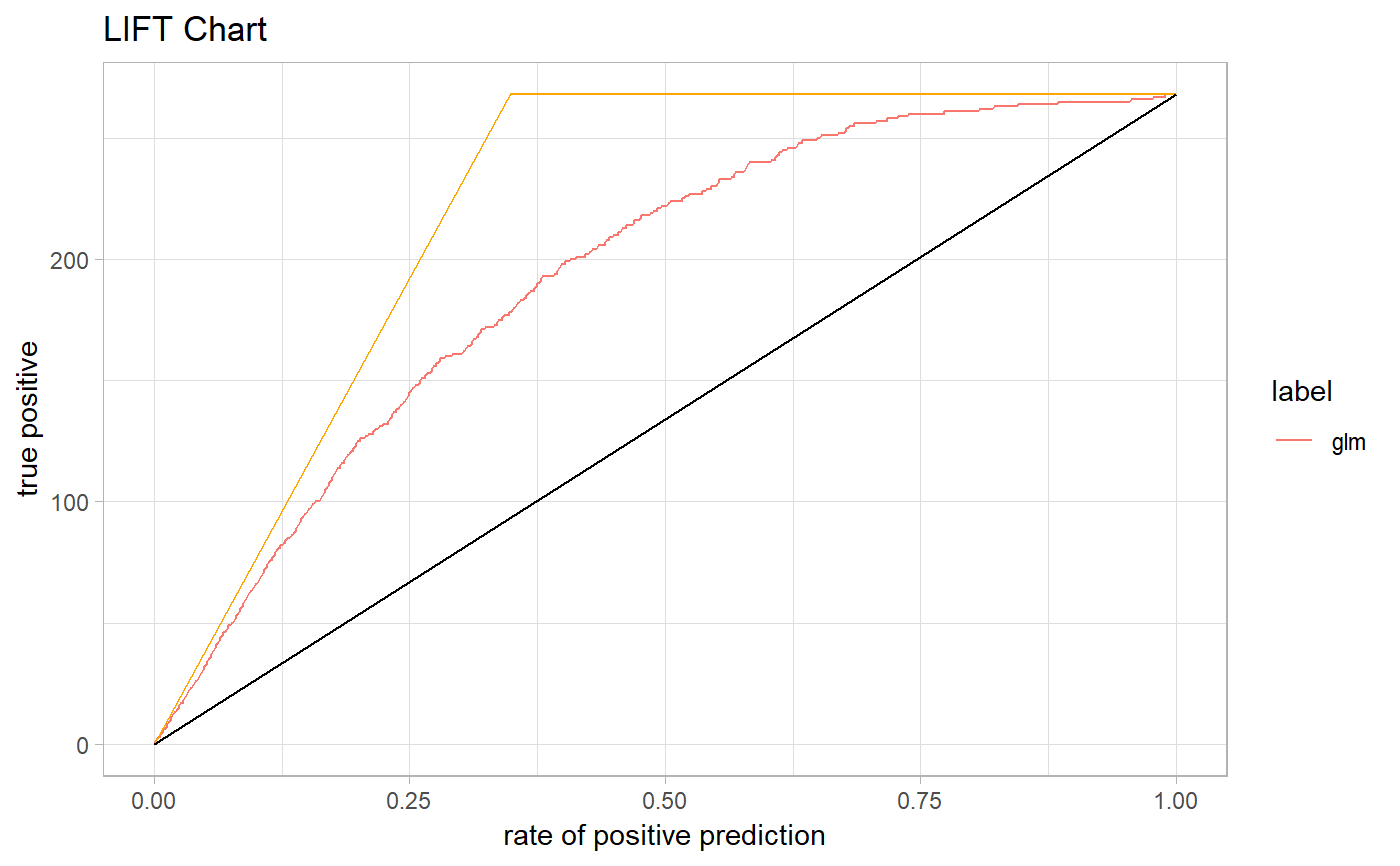 LIFT Chart
true positive
200
100
0
0.00 0.25 0.50 0.75 1.00
rate of positive prediction
label
glm